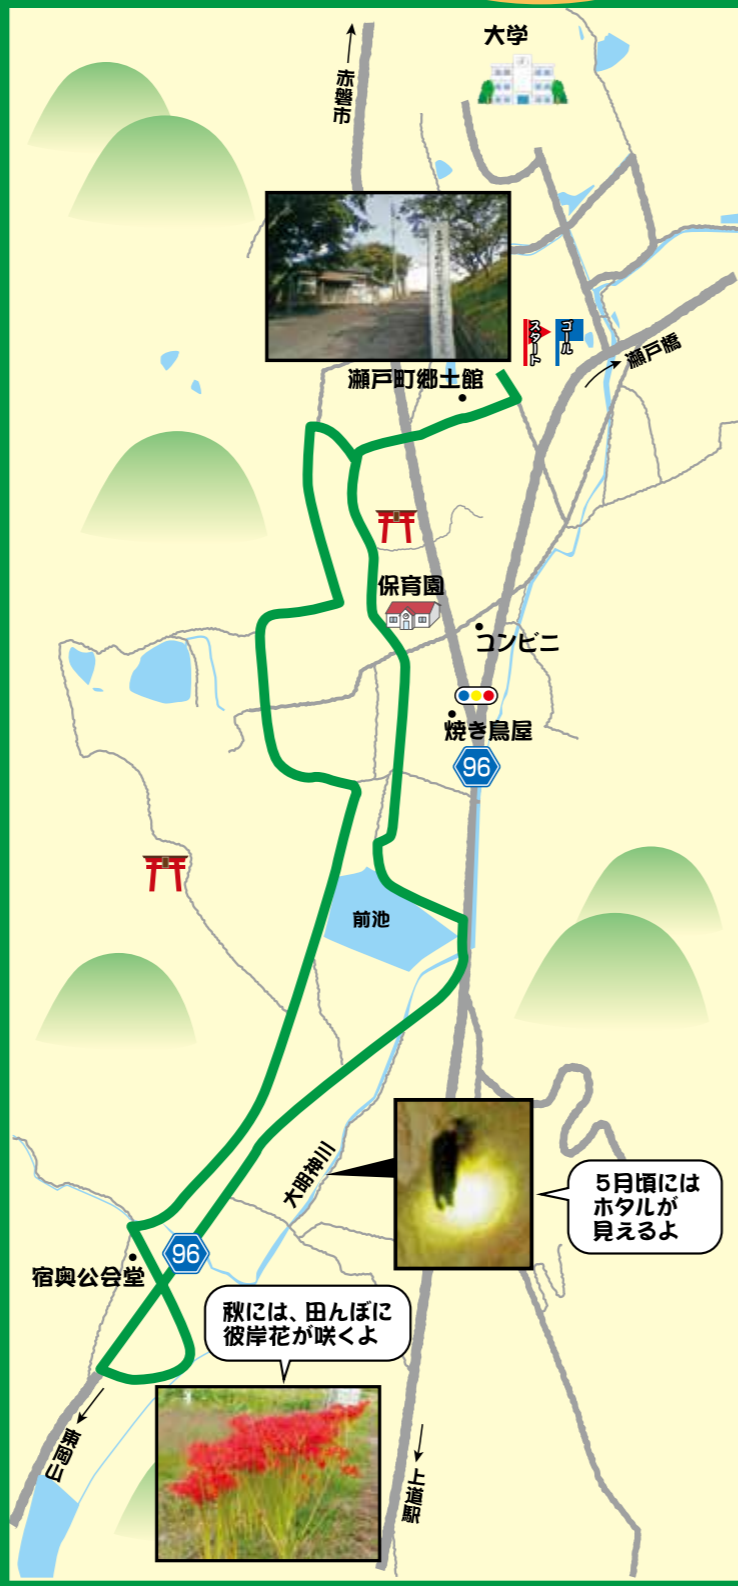 大学
赤磐市
スタート
ゴール
瀬戸橋
瀬戸町郷土館
保育園
コンビニ
焼き鳥屋
96
前池
大明神川
5月頃には
ホタルが
見えるよ
96
宿奥公会堂
秋には、田んぼに
彼岸花が咲くよ
東岡山
上道駅